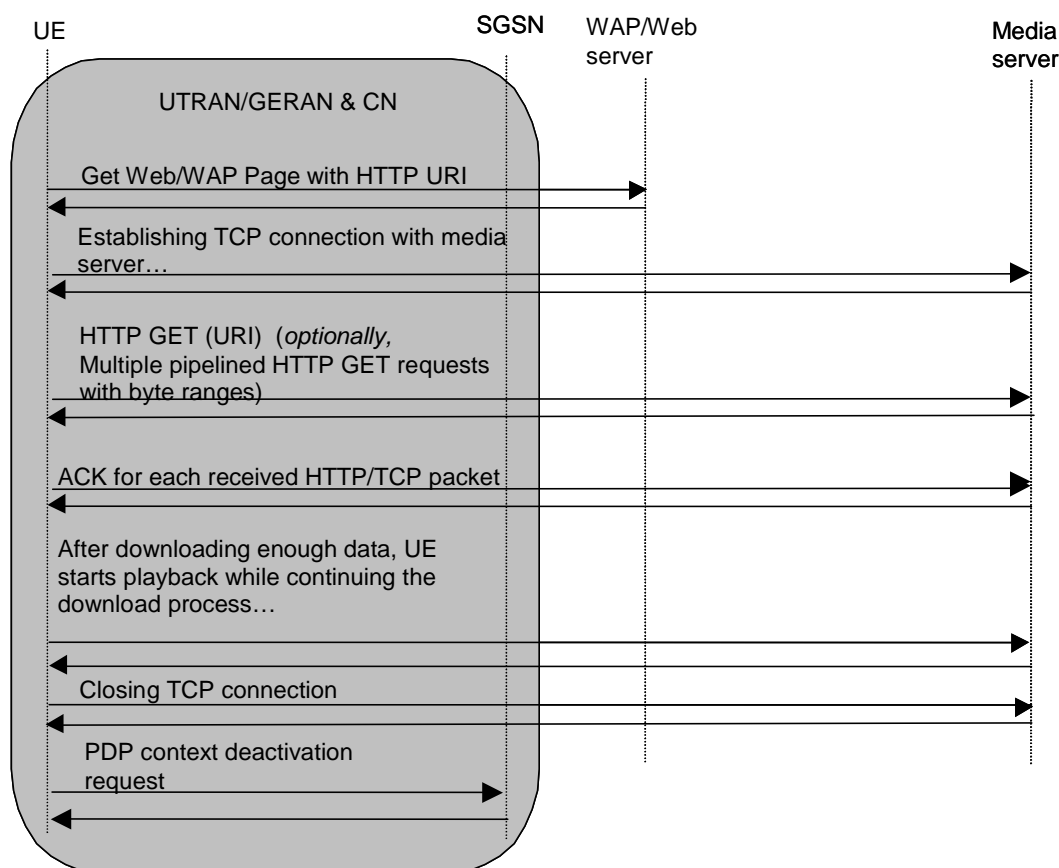 UE
SGSN
WAP/Web
server
Media
server
UTRAN/GERAN & CN
Get Web/WAP Page with HTTP URI
Establishing TCP connection with media
server…
HTTP GET (URI) (optionally,
Multiple pipelined HTTP GET requests
with byte ranges)
ACK for each received HTTP/TCP packet
After downloading enough data, UE
starts playback while continuing the
download process…
Closing TCP connection
PDP context deactivation
request